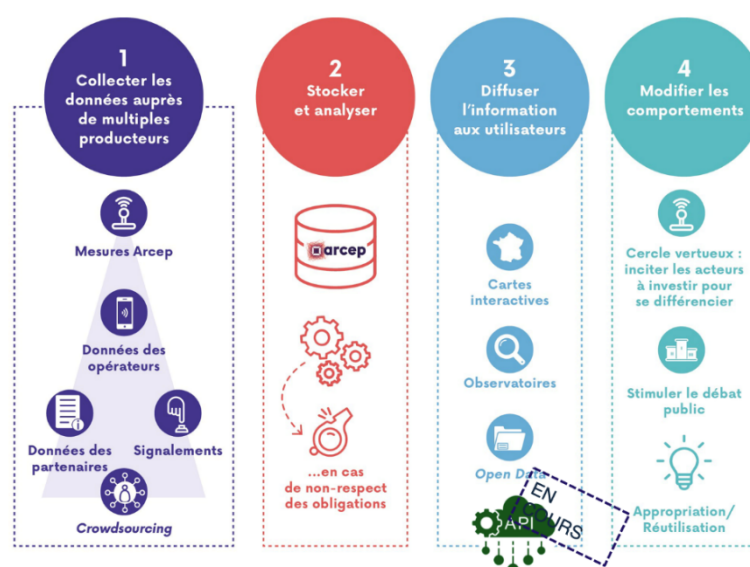 1
Collecter les
données auprès
de multiples
producteurs
Mesures Arcep
Données des
opérateurs
Données des
partenaires
Signalements
Crowdsourcing
2
Stocker
et analyser
arcep
...en cas
de non-respect
des obligations
3
Diffuser
l'information
aux utilisateurs
Cartes
interactives
Observatoires
Open Data
API
EN
COURS
4
Modifier les
comportements
Cercle vertueux :
inciter les acteurs
à investir pour
se différencier
Stimuler le débat
public
Appropriation/
Réutilisation